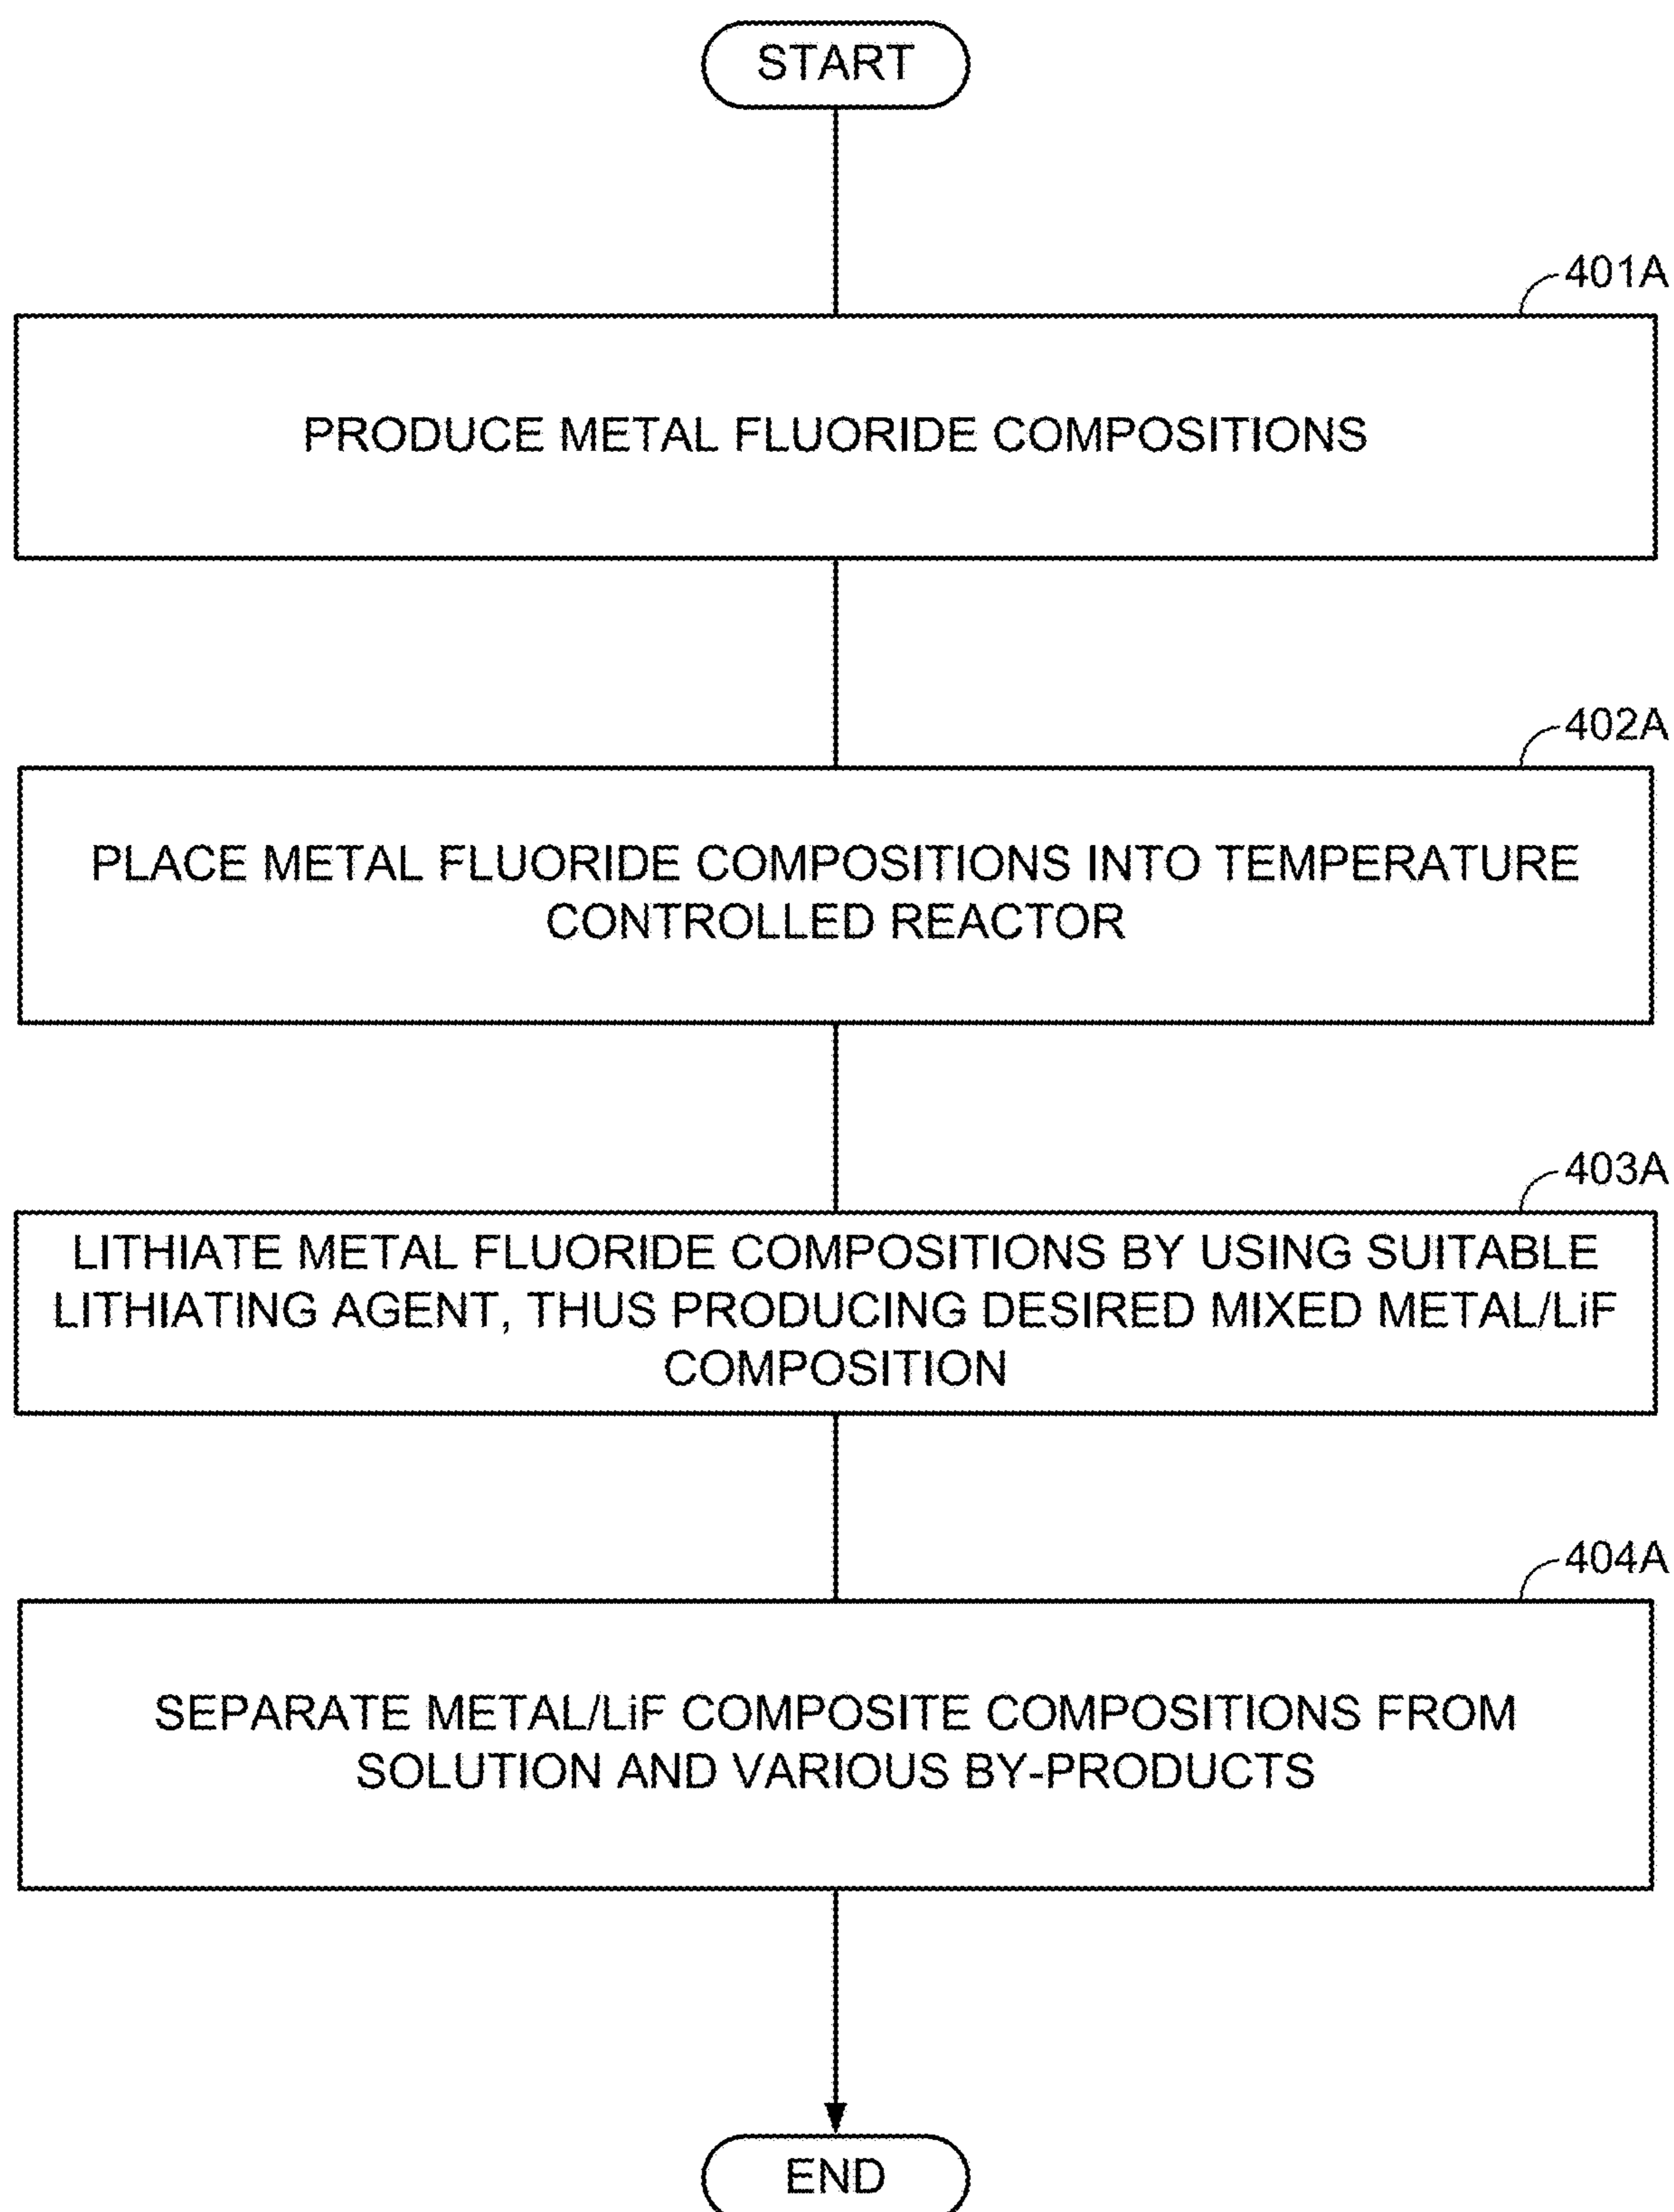 START
401A
PRODUCE METAL FLUORIDE COMPOSITIONS
402A
PLACE METAL FLUORIDE COMPOSITIONS INTO TEMPERATURE
CONTROLLED REACTOR
403A
LITHIATE METAL FLUORIDE COMPOSITIONS BY USING SUITABLE
LITHIATING AGENT, THUS PRODUCING DESIRED MIXED METAL/LiF
COMPOSITION
404A
SEPARATE METAL/LiF COMPOSITE COMPOSITIONS FROM
SOLUTION AND VARIOUS BY-PRODUCTS
END